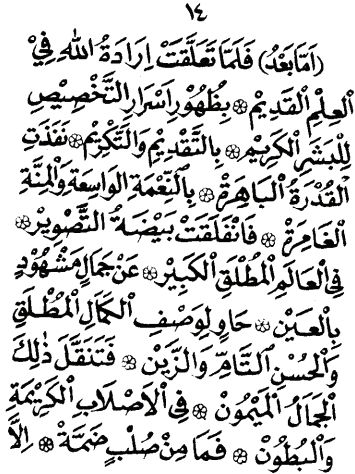 ١٤
(اَمَّابَعْدُ) فَلَمَّا تَعَلَّقَتْ اِرَادَةُ اللهِ فِيْ
الْعِلْمِ الْقَدِيْمِ ۞ بِظُهُوْرِ اَسْرَارِ التَّخْصِيْصِ
لِلْبَشَرِ الْكَرِيْمِ ۞ بِالتَّقْدِيْمِ وَالتَّكْرِيْمِ ۞ نَفَذَتِ
الْقُدْرَةُ الْبَاهِرَةُ ۞ بِالنِّعْمَةِ الْوَاسِعَةِ وَالْمِنَّةِ
الْغَامِرَةِ ۞ فَانْفَلَقَتْ بَيْضَةُ التَّصْوِيْرِ ۞
فِي الْعَالَمِ الْمُطْلَقِ الْكَبِيْرِ ۞ عَنْ جَمَالٍ مَشْهُوْدٍ
بِالْعَيْنِ ۞ حَاوٍ لِوَصْفِ الْكَمَالِ الْمُطْلَقِ
وَالْحُسْنِ التَّامِّ وَالزَّيْنِ ۞ فَتَنَقَّلَ ذٰلِكَ
الْجَمَالُ الْمَيْمُوْنُ ۞ فِي الْاَصْلَابِ الْكَرِيْمَةِ
وَالْبُطُوْنِ ۞ فَمَا مِنْ صُلْبٍ ضَمَّهُ ۞ اِلَّا